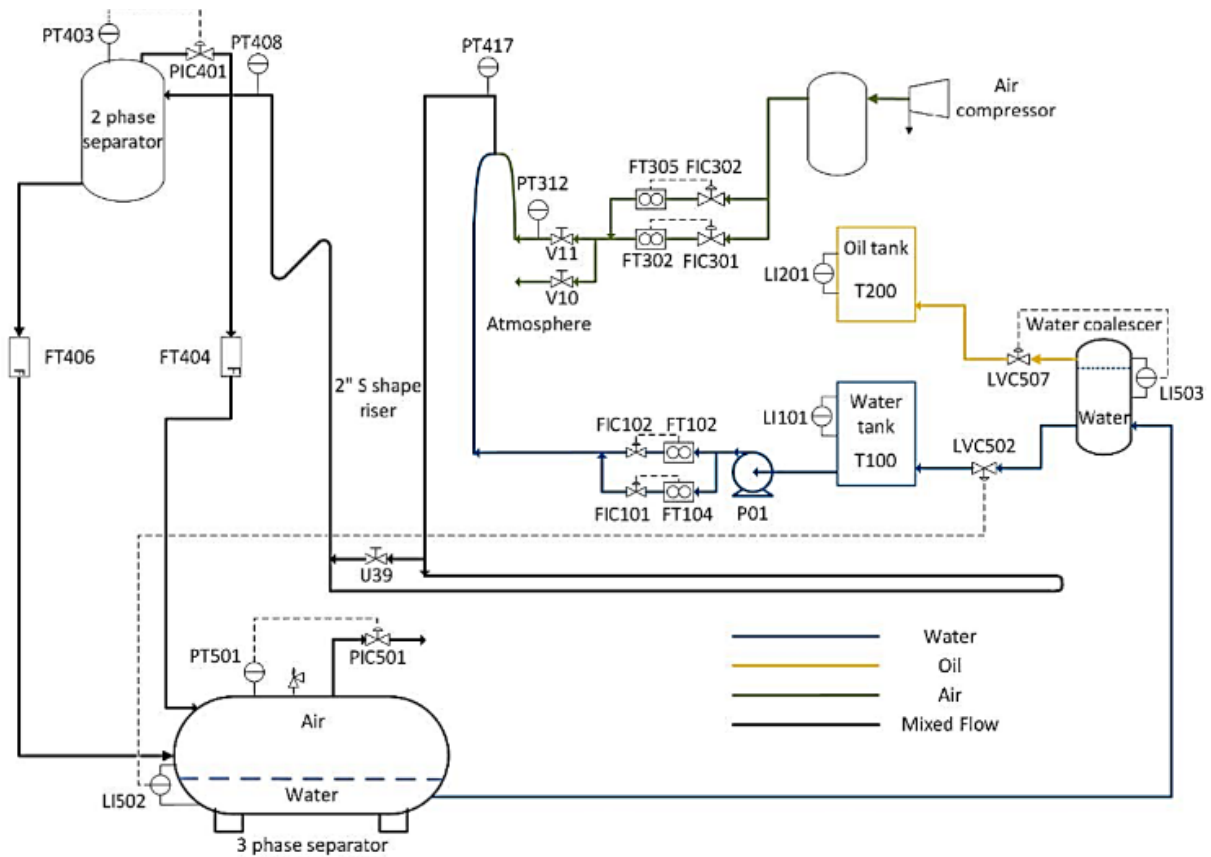 PT403
PIC401
PT408
2 phase
separator
PT417
Air
compressor
FT305
FIC302
PT312
V11
FT302
FIC301
V10
Atmosphere
LI201
Oil tank
T200
Water coalescer
LVC507
LI503
Water
FT406
FT404
2" S shape
riser
FIC102
FT102
LI101
Water
tank
T100
LVC502
FIC101
FT104
P01
U39
PT501
PIC501
Air
Water
LI502
3 phase separator
Water
Oil
Air
Mixed Flow
F
F